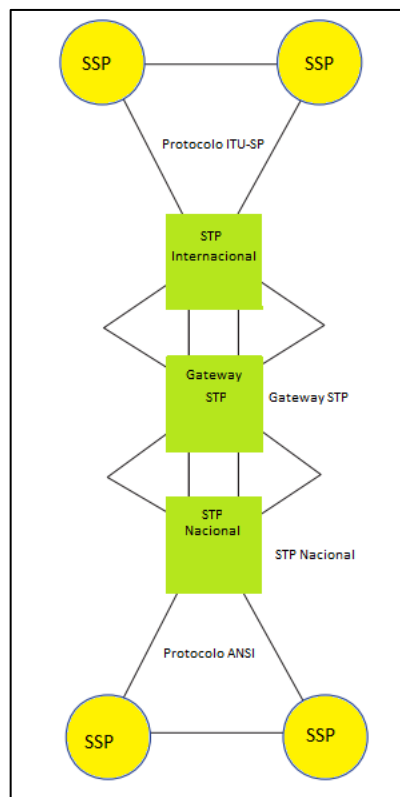 SSP
SSP
Protocolo ITU-SP
STP
Internacional
Gateway
STP
Gateway STP
STP
Nacional
STP Nacional
Protocolo ANSI
SSP
SSP